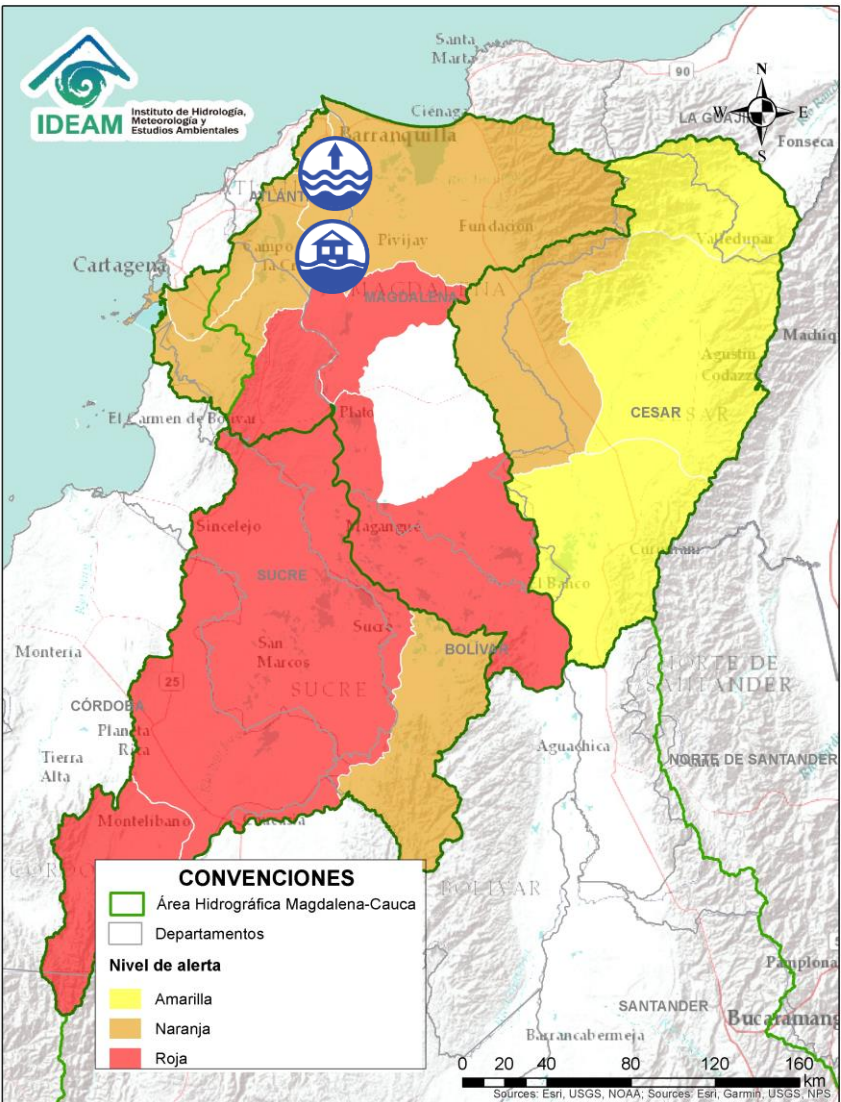 IDEAM
Instituto de Hidrología,
Meteorología y
Estudios Ambientales
Santa
Marta
90
N
W
E
S
Ciénaga
LA GUAJIRA
Barranquilla
Fonseca
Fundación
Pivijay
Valledupar
Cartagena
MAGDALENA
Agustín
Codazzi
CESAR
El Carmen de Bolívar
Plato
Sincelejo
Magangué
SUCRE
El Banco
Sucre
BOLÍVAR
Montería
San
Marcos
SUCRE
25
CÓRDOBA
NORTE DE
SANTANDER
Planeta
Rica
Tierra
Alta
Aguachica
NORTE DE SANTANDER
Montelíbano
BOLÍVAR
CONVENCIONES
Área Hidrográfica Magdalena-Cauca
Departamentos
Nivel de alerta
Amarilla
Naranja
Roja
Pamplona
SANTANDER
Barrancabermeja
0 20 40 80 120 160
km
Sources: Esri, USGS, NOAA; Sources: Esri, Garmin, USGS, NPS